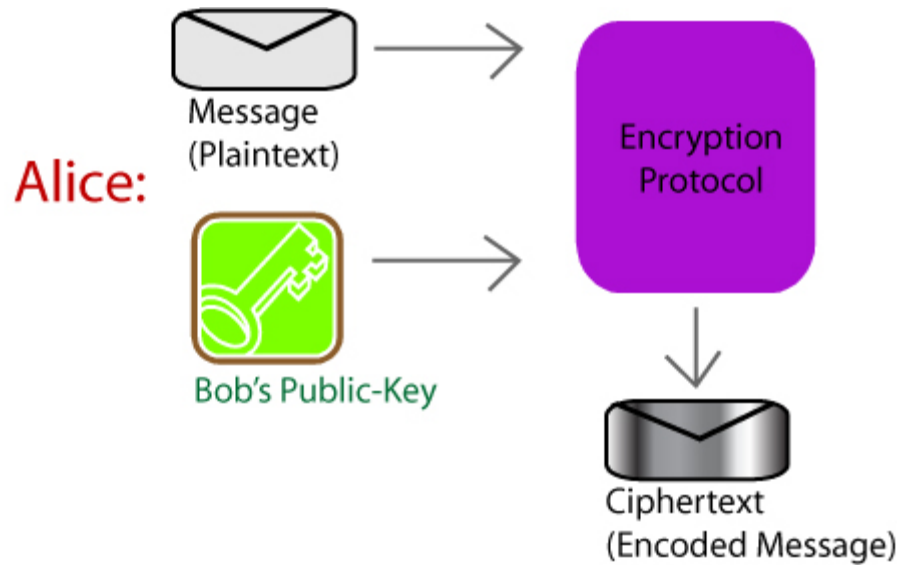 Message
(Plaintext)
Alice:
Bob's Public-Key
Encryption
Protocol
Ciphertext
(Encoded Message)